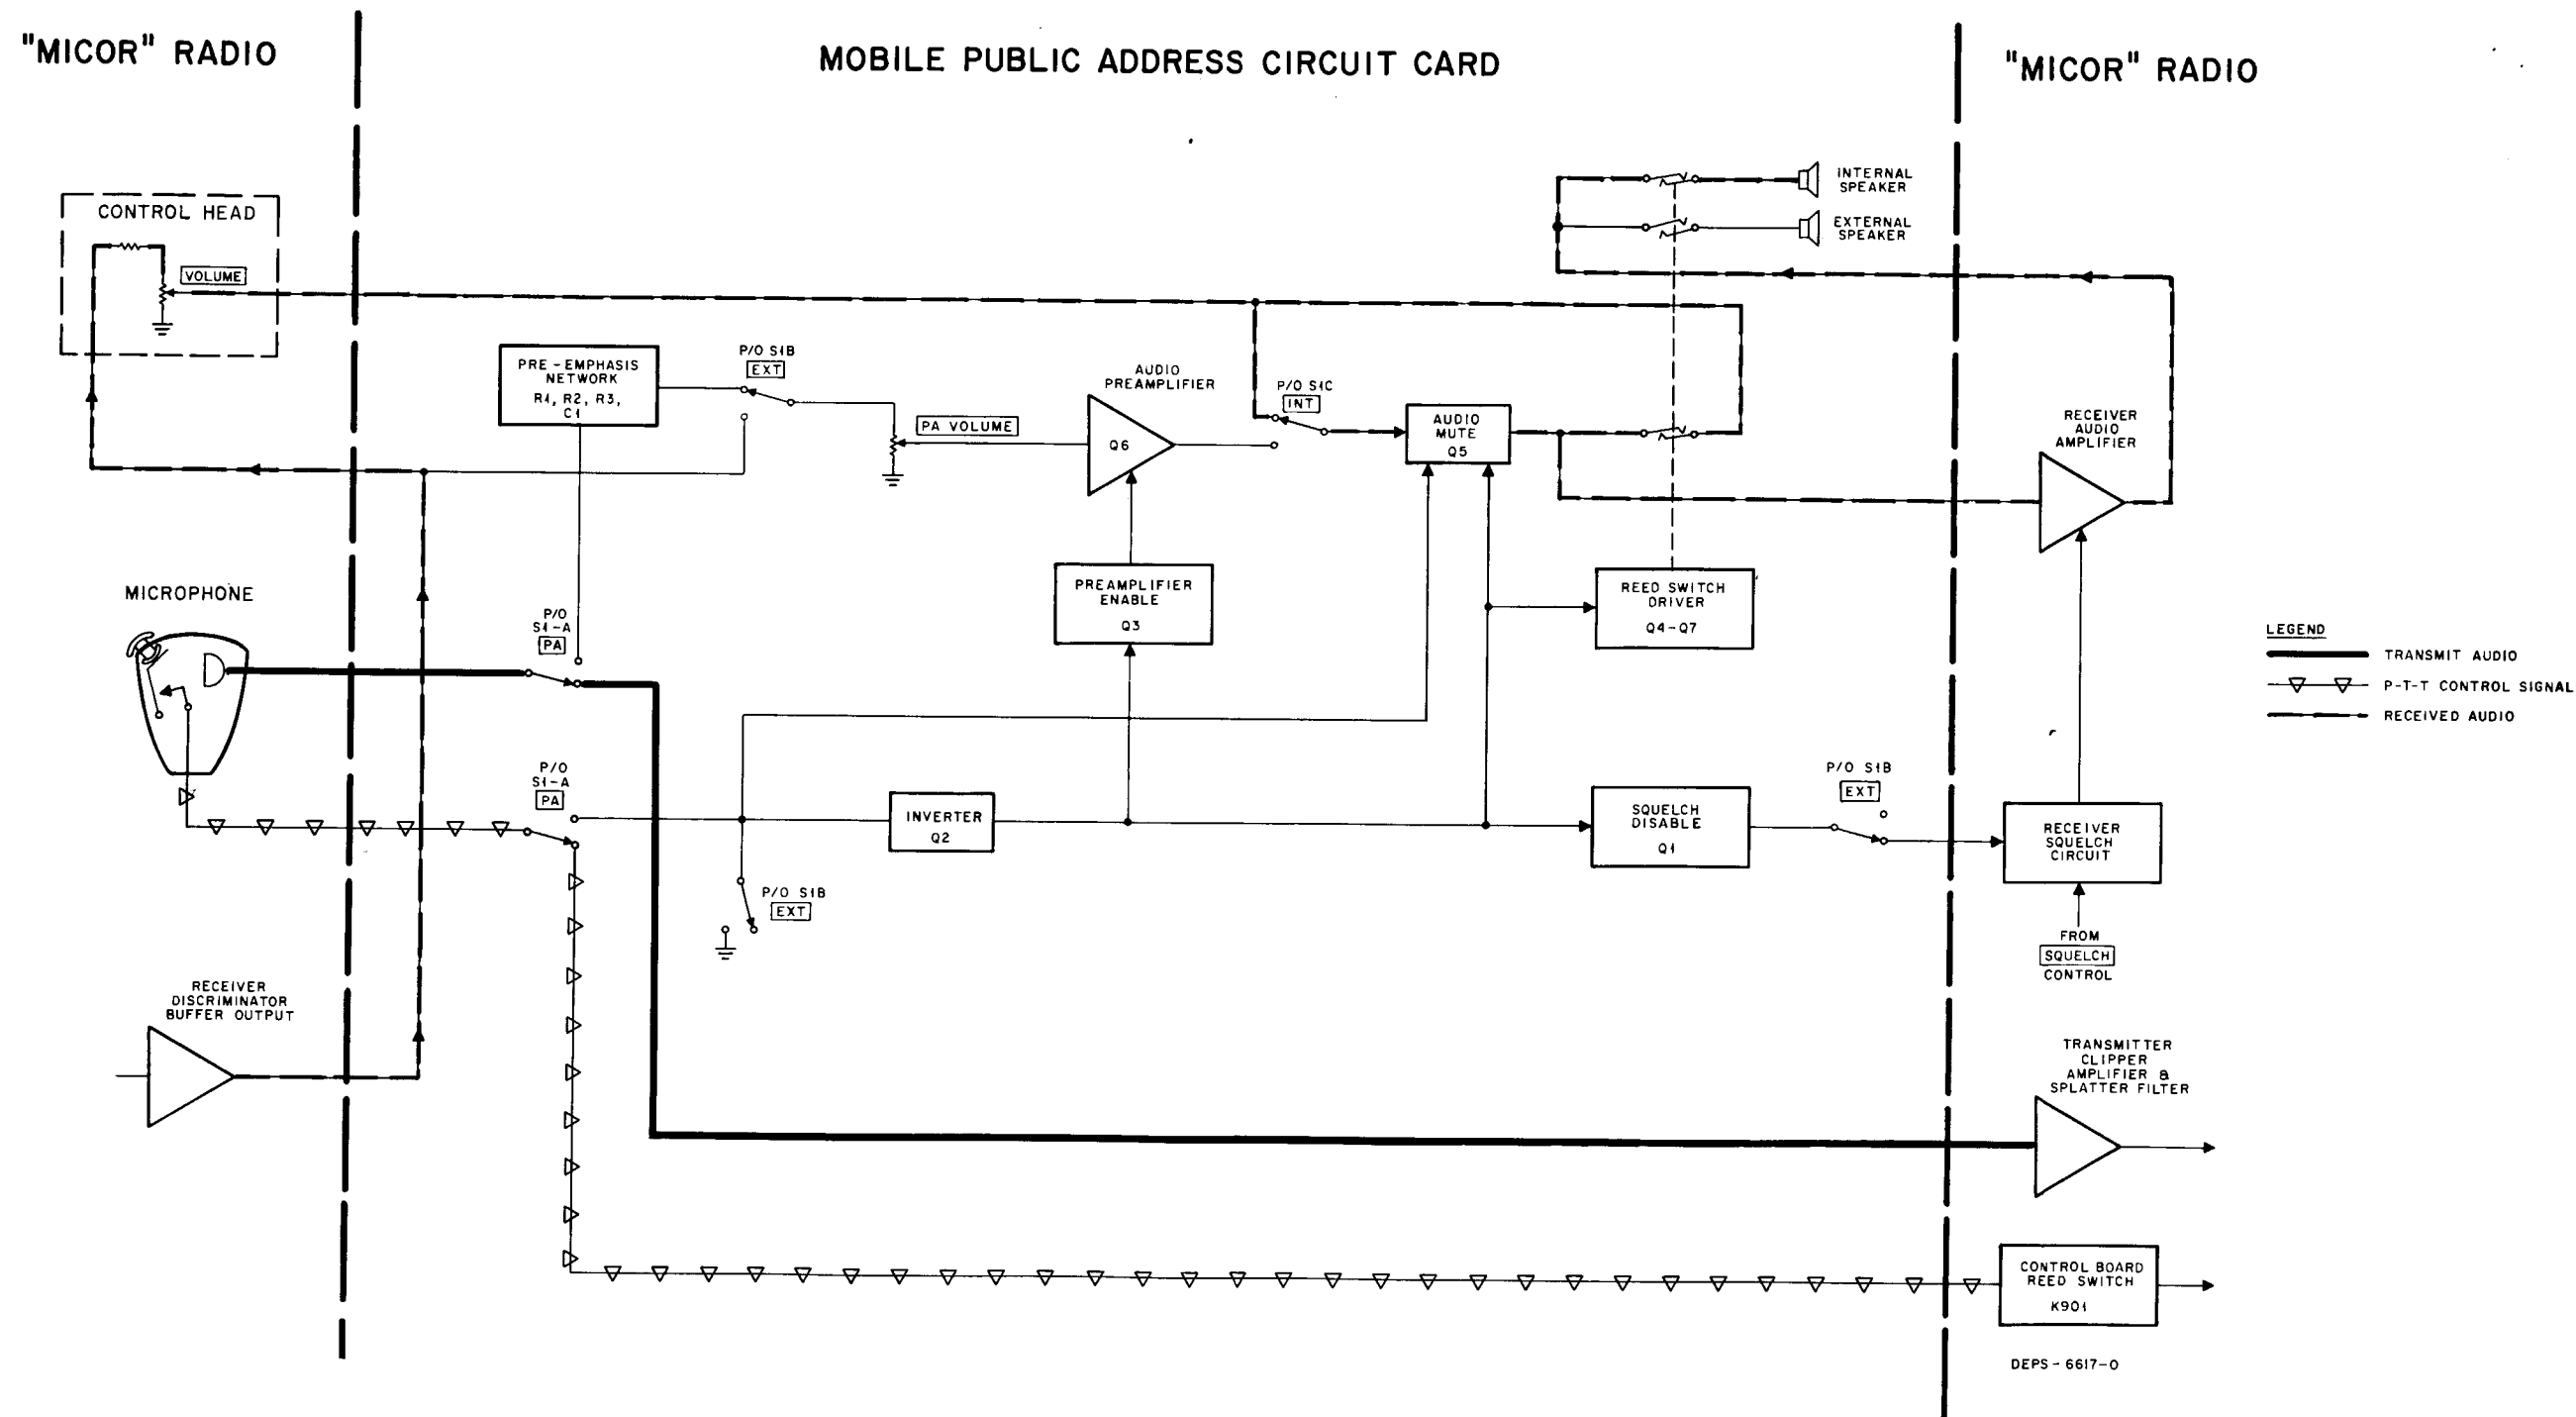 "MICOR" RADIO
MOBILE PUBLIC ADDRESS CIRCUIT CARD
"MICOR" RADIO
INTERNAL
SPEAKER
EXTERNAL
SPEAKER
CONTROL HEAD
VOLUME
PRE-EMPHASIS
NETWORK
R1, R2, R3,
C1
P/O S1B
EXT
PA VOLUME
AUDIO
PREAMPLIFIER
Q6
P/O S1C
INT
AUDIO
MUTE
Q5
RECEIVER
AUDIO
AMPLIFIER
MICROPHONE
P/O
S1-A
PA
PREAMPLIFIER
ENABLE
Q3
REED SWITCH
DRIVER
Q4-Q7
LEGEND
TRANSMIT AUDIO
P-T-T CONTROL SIGNAL
RECEIVED AUDIO
P/O
S1-A
PA
INVERTER
Q2
P/O S1B
EXT
SQUELCH
DISABLE
Q1
P/O S1B
EXT
RECEIVER
SQUELCH
CIRCUIT
FROM
SQUELCH
CONTROL
RECEIVER
DISCRIMINATOR
BUFFER OUTPUT
TRANSMITTER
CLIPPER
AMPLIFIER &
SPLATTER FILTER
CONTROL BOARD
REED SWITCH
K901
DEPS-6617-O